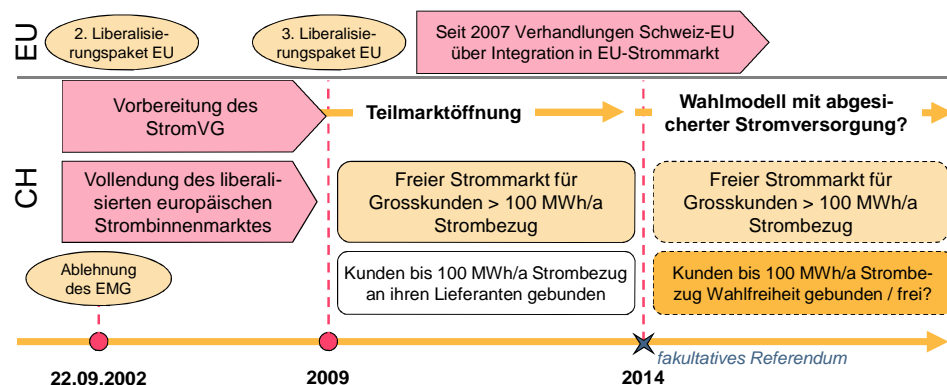 EU
2. Liberalisie-
rungspaket EU
3. Liberalisie-
rungspaket EU
Seit 2007 Verhandlungen Schweiz-EU
über Integration in EU-Strommarkt
CH
Vorbereitung des
StromVG
Teilmarktöffnung
Wahlmodell mit abgesi-
cherter Stromversorgung?
Vollendung des liberali-
sierten europäischen
Strombinnenmarktes
Freier Strommarkt für
Grosskunden > 100 MWh/a
Strombezug
Freier Strommarkt für
Grosskunden > 100 MWh/a
Strombezug
Ablehnung
des EMG
Kunden bis 100 MWh/a Strombezug
an ihren Lieferanten gebunden
Kunden bis 100 MWh/a Strombe-
zug Wahlfreiheit gebunden / frei?
fakultatives Referendum
22.09.2002
2009
2014